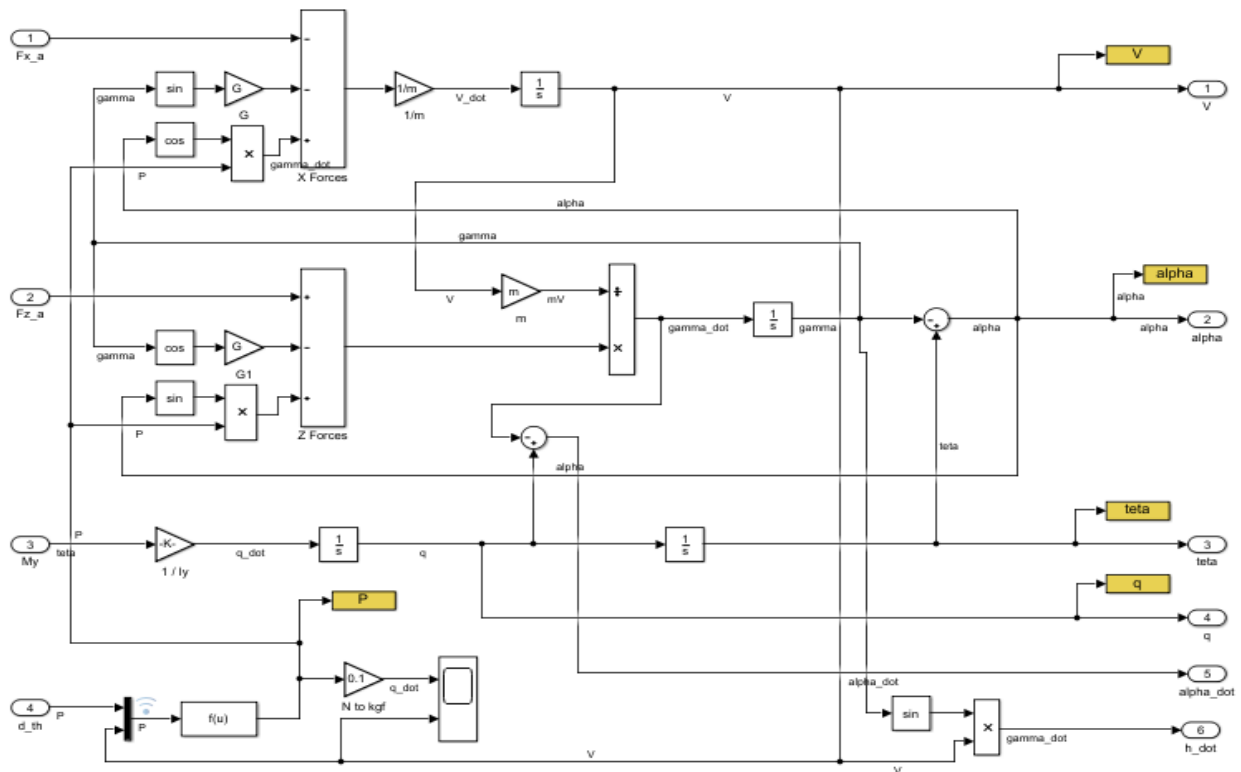 1
Fx_a
gamma
sin
G
G
cos
×
P
gamma_dot
X Forces
1/m
1/m
V_dot
1
s
V
V
1
V
alpha
gamma
2
Fz_a
gamma
cos
G
G1
sin
×
P
Z Forces
V
m
m
mV
×
gamma_dot
1
s
gamma
alpha
alpha
alpha
alpha
2
alpha
teta
alpha
3
My
P
teta
-K-
1 / Iy
q_dot
1
s
q
1
s
teta
3
teta
q
4
q
P
4
d_th
P
P
f(u)
0.1
N to kgf
q_dot
V
alpha_dot
5
alpha_dot
sin
×
gamma_dot
6
h_dot
V